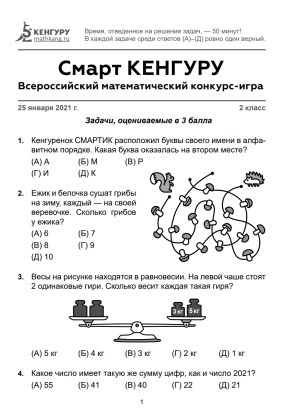 КЕНГУРУ
mathkang.ru
Время, отведенное на решение задач, — 50 минут!
В каждой задаче среди ответов (А)–(Д) ровно один верный.
Смарт КЕНГУРУ
Всероссийский математический конкурс-игра
25 января 2021 г. 2 класс
Задачи, оцениваемые в 3 балла
1. Кенгуренок СМАРТИК расположил буквы своего имени в алфа-
витном порядке. Какая буква оказалась на втором месте?
(А) А (Б) М (В) Р
(Г) И (Д) К
2. Ежик и белочка сушат грибы
на зиму, каждый — на своей
веревочке. Сколько грибов
у ежика?
(А) 6 (Б) 7
(В) 8 (Г) 9
(Д) 10
3. Весы на рисунке находятся в равновесии. На левой чаше стоят
2 одинаковые гири. Сколько весит каждая такая гиря?
3 кг 5 кг
(А) 5 кг (Б) 4 кг (В) 3 кг (Г) 2 кг (Д) 1 кг
4. Какое число имеет такую же сумму цифр, как и число 2021?
(А) 55 (Б) 41 (В) 40 (Г) 22 (Д) 21
1